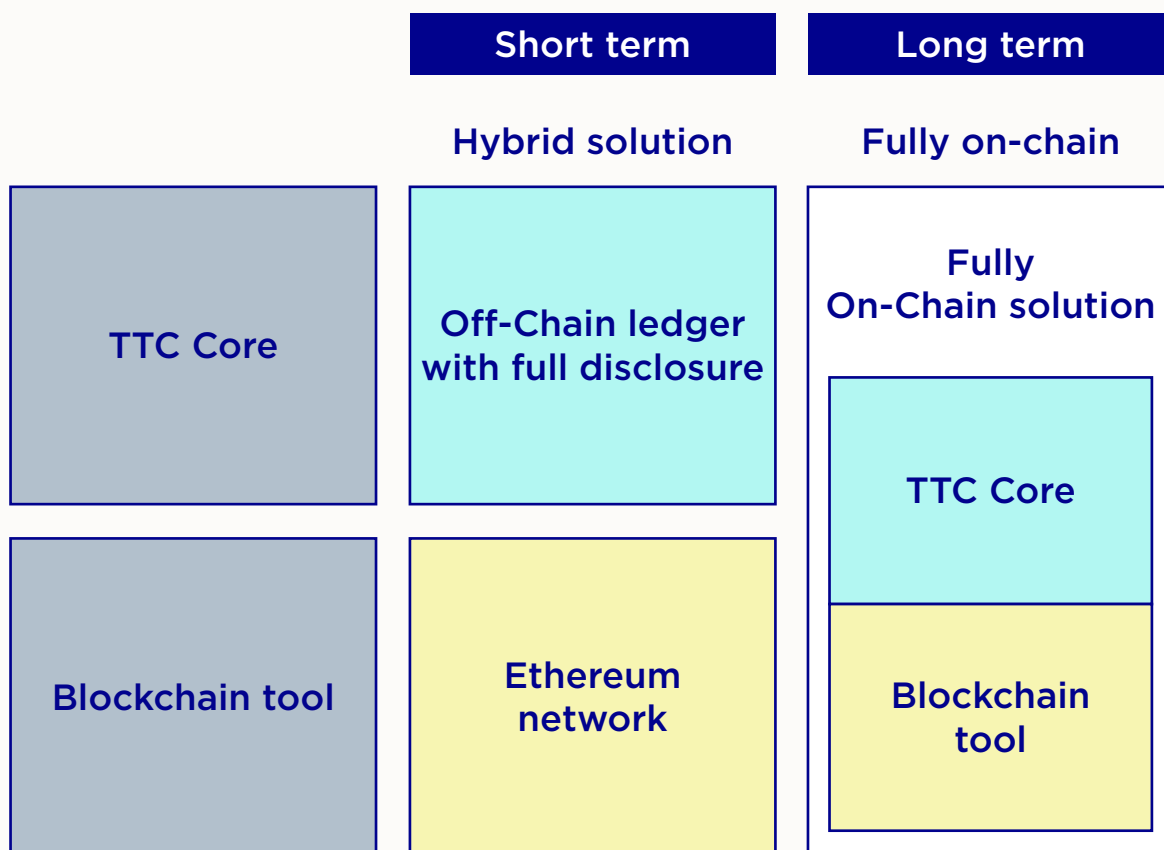 Short term
Long term
Hybrid solution
Fully on-chain
TTC Core
Off-Chain ledger
with full disclosure
Fully
On-Chain solution
TTC Core
Blockchain tool
Ethereum
network
Blockchain
tool